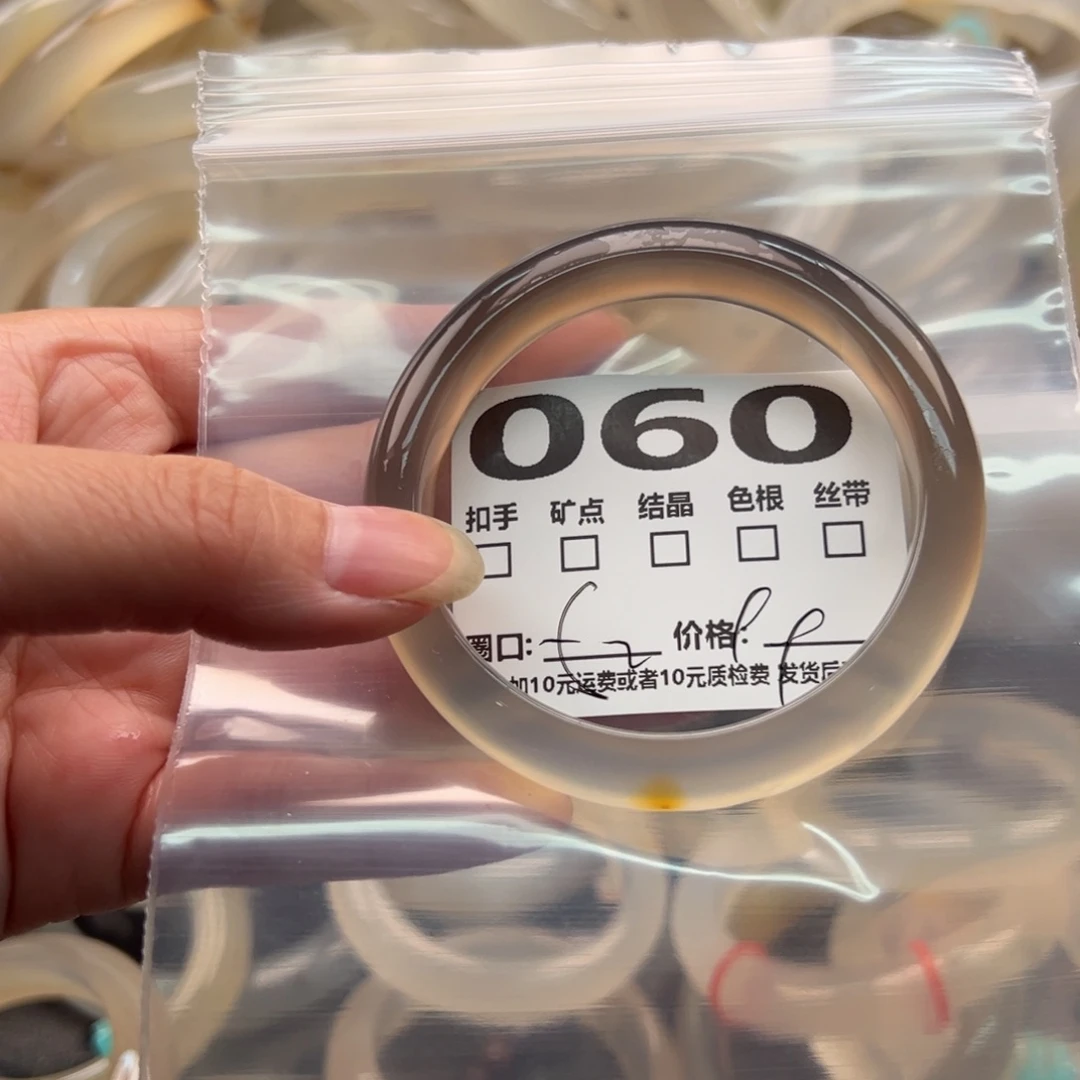 060
扣手 矿点 结晶 色根 丝带
圈口: 价格:
加10元运费或者10元质检费 发货后